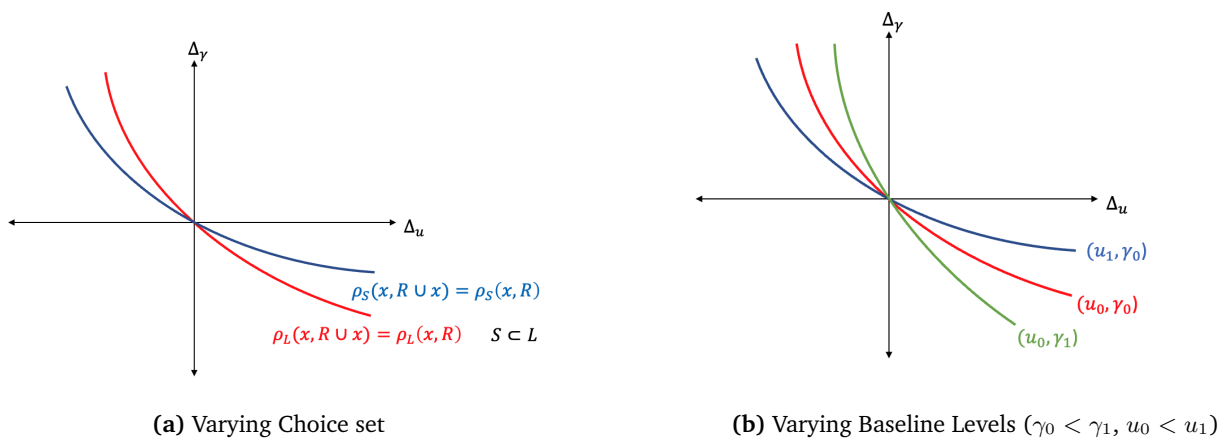 Δγ
Δu
ρS(x, R ∪ x) = ρS(x, R)
ρL(x, R ∪ x) = ρL(x, R) S ⊂ L
(a) Varying Choice set
Δγ
Δu
(u1, γ0)
(u0, γ0)
(u0, γ1)
(b) Varying Baseline Levels (γ0 < γ1, u0 < u1)